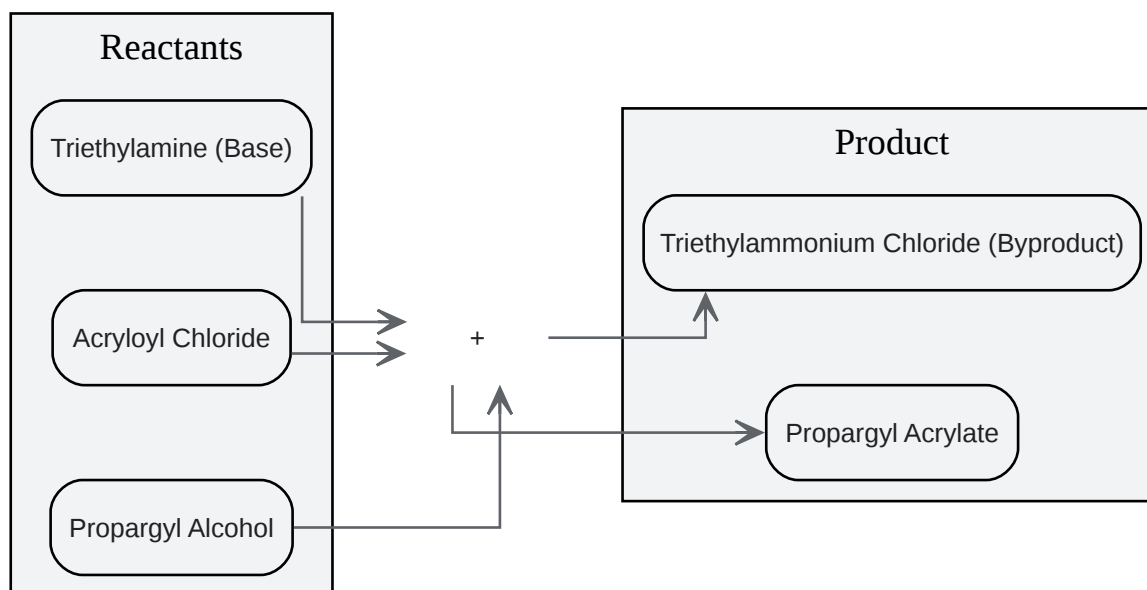 Reactants
Triethylamine (Base)
Acryloyl Chloride
Propargyl Alcohol
+
Product
Triethylammonium Chloride (Byproduct)
Propargyl Acrylate